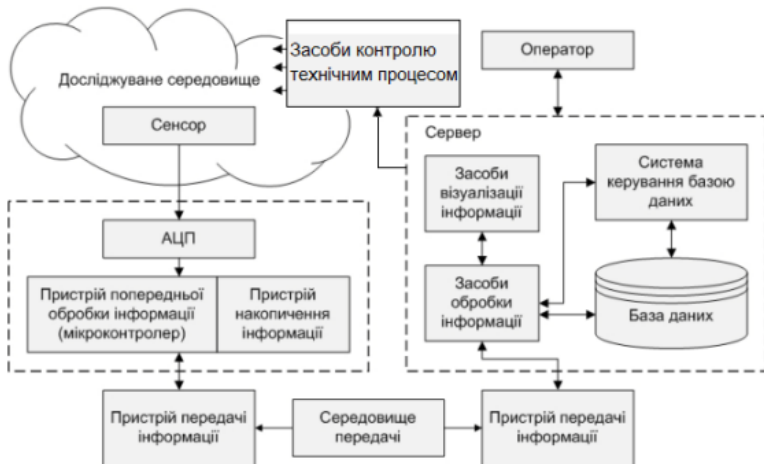 Засоби контролю
технічним процесом
Оператор
Досліджуване середовище
Сенсор
Сервер
Засоби
візуалізації
інформації
Система
керування базою
даних
АЦП
Пристрій попередньої
обробки інформації
(мікроконтролер)
Пристрій
накопичення
інформації
Засоби
обробки
інформації
База даних
Пристрій передачі
інформації
Середовище
передачі
Пристрій передачі
інформації